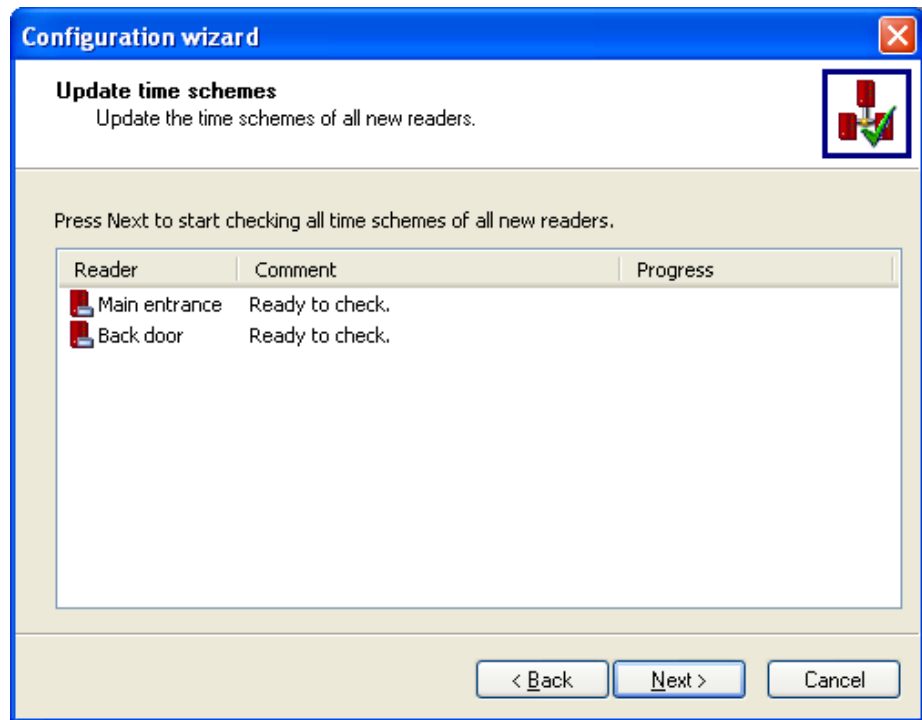 Configuration wizard
Update time schemes
Update the time schemes of all new readers.
Press Next to start checking all time schemes of all new readers.
Reader Comment Progress
Main entrance Ready to check.
Back door Ready to check.
< Back Next > Cancel